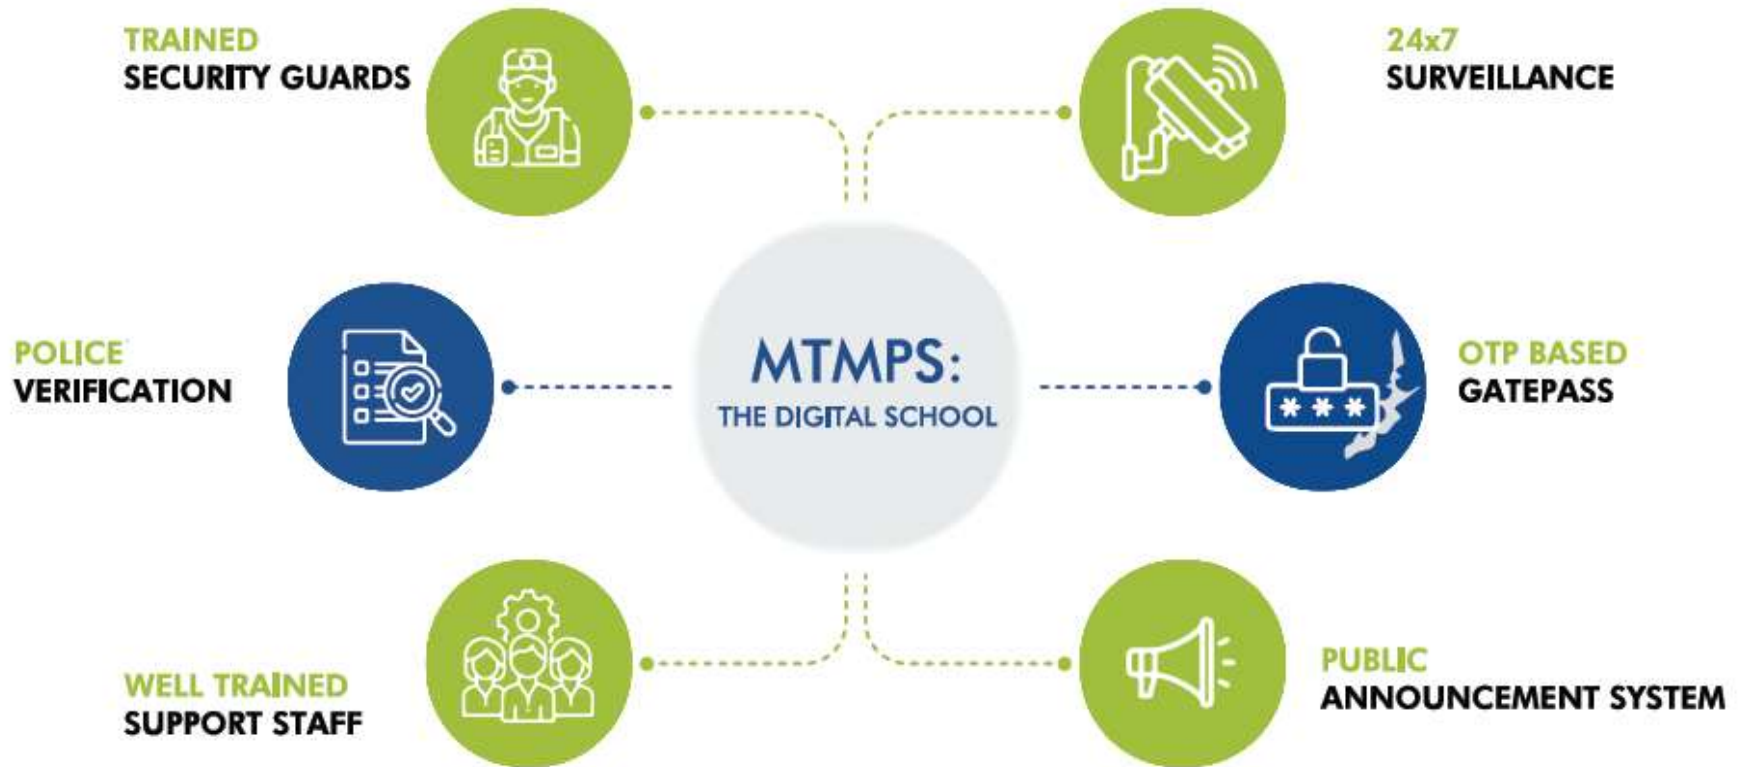 TRAINED
SECURITY GUARDS
24x7
SURVEILLANCE
POLICE
VERIFICATION
MTMPS:
THE DIGITAL SCHOOL
OTP BASED
GATEPASS
***
WELL TRAINED
SUPPORT STAFF
PUBLIC
ANNOUNCEMENT SYSTEM